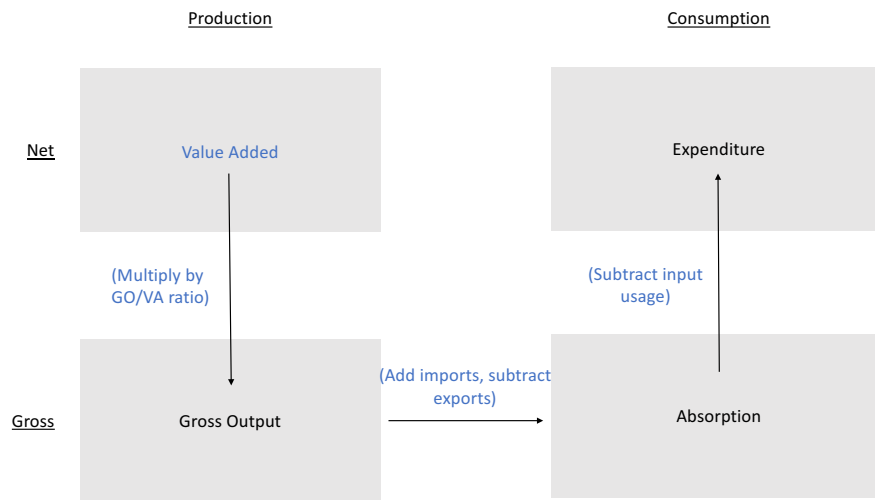 Production
Consumption
Net
Value Added
Expenditure
(Multiply by
GO/VA ratio)
(Subtract input
usage)
(Add imports, subtract
exports)
Gross
Gross Output
Absorption